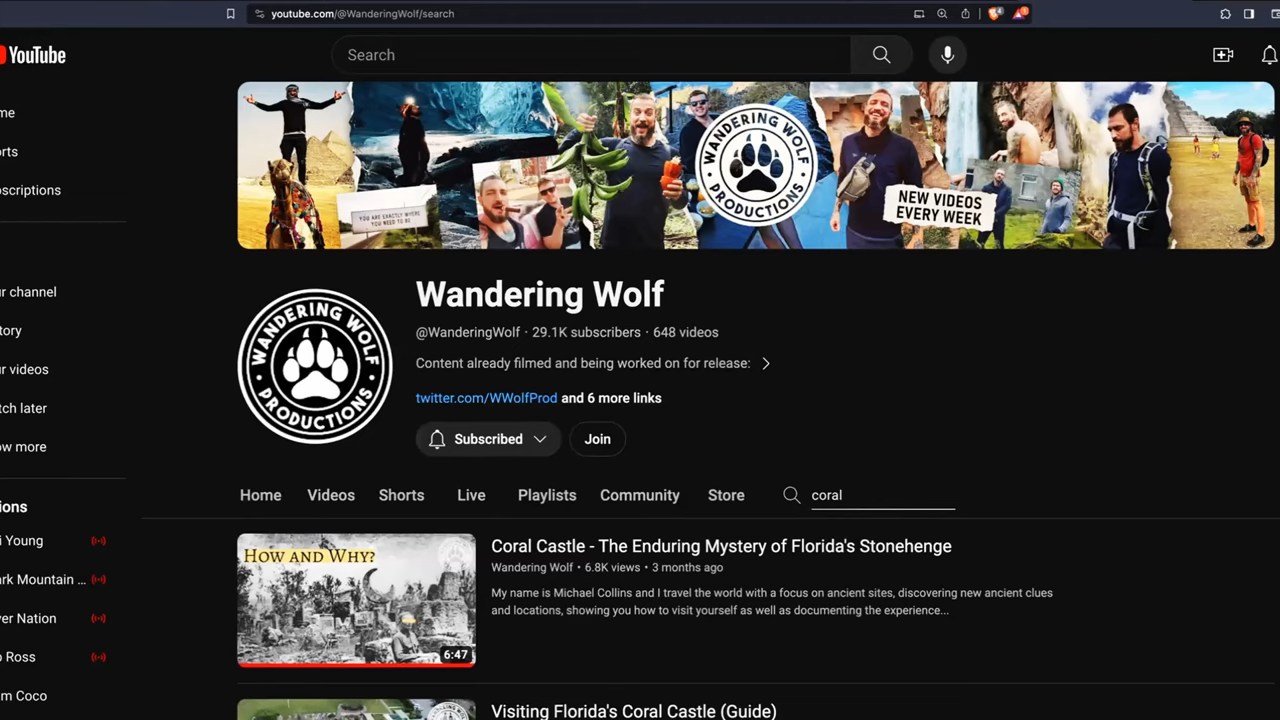 youtube.com/@WanderingWolf/search
YouTube
Search
YOU ARE EXACTLY WHERE
YOU NEED TO BE
WANDERING WOLF
PRODUCTIONS
NEW VIDEOS
EVERY WEEK
me
rts
oscriptions
r channel
tory
ur videos
tch later
ow more
ions
i Young
ark Mountain ...
er Nation
o Ross
m Coco
WANDERING WOLF
PRODUCTIONS
Wandering Wolf
@WanderingWolf · 29.1K subscribers · 648 videos
Content already filmed and being worked on for release:
twitter.com/WWolfProd and 6 more links
Subscribed
Join
Home Videos Shorts Live Playlists Community Store coral
HOW AND WHY?
6:47
Coral Castle - The Enduring Mystery of Florida's Stonehenge
Wandering Wolf · 6.8K views · 3 months ago
My name is Michael Collins and I travel the world with a focus on ancient sites, discovering new ancient clues
and locations, showing you how to visit yourself as well as documenting the experience...
Visiting Florida's Coral Castle (Guide)